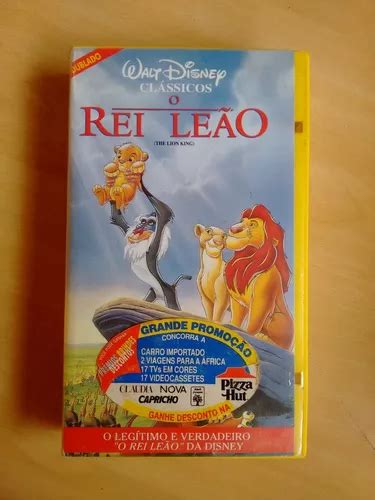 DUBLADO
WALT DISNEY
CLÁSSICOS
O
REI LEÃO
(THE LION KING)
GRANDE PROMOÇÃO
CONCORRA A
CARRO IMPORTADO
2 VIAGENS PARA A ÁFRICA
17 TVs EM CORES
17 VIDEOCASSETES
CLAUDIA NOVA
CAPRICHO
Pizza Hut
GANHE DESCONTO NA
O LEGÍTIMO E VERDADEIRO
"O REI LEÃO" DA DISNEY